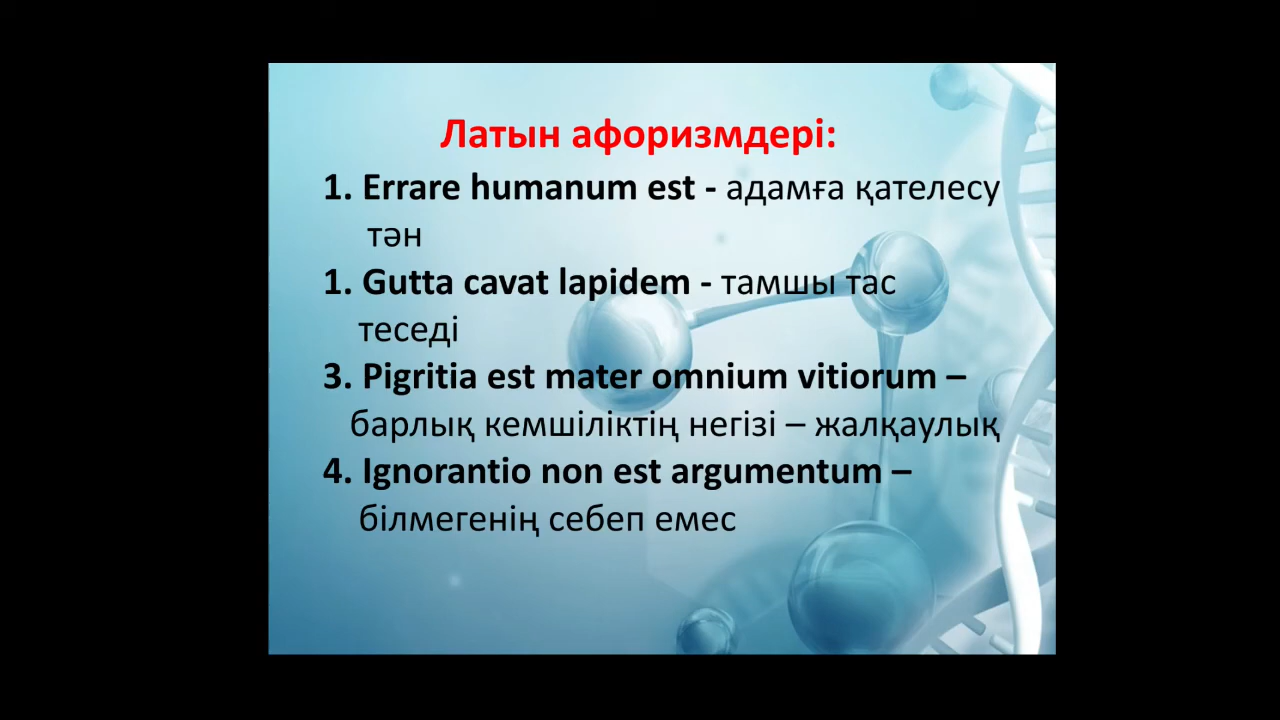 Латын афоризмдері:
1. Errare humanum est - адамға қателесу
тән
1. Gutta cavat lapidem - тамшы тас
теседі
3. Pigritia est mater omnium vitiorum –
барлық кемшіліктің негізі – жалқаулық
4. Ignorantio non est argumentum –
білмегенің себеп емес